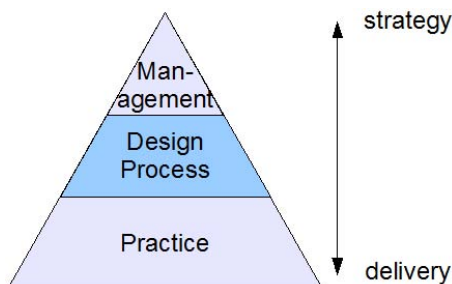 strategy
Man-
agement
Design
Process
Practice
delivery